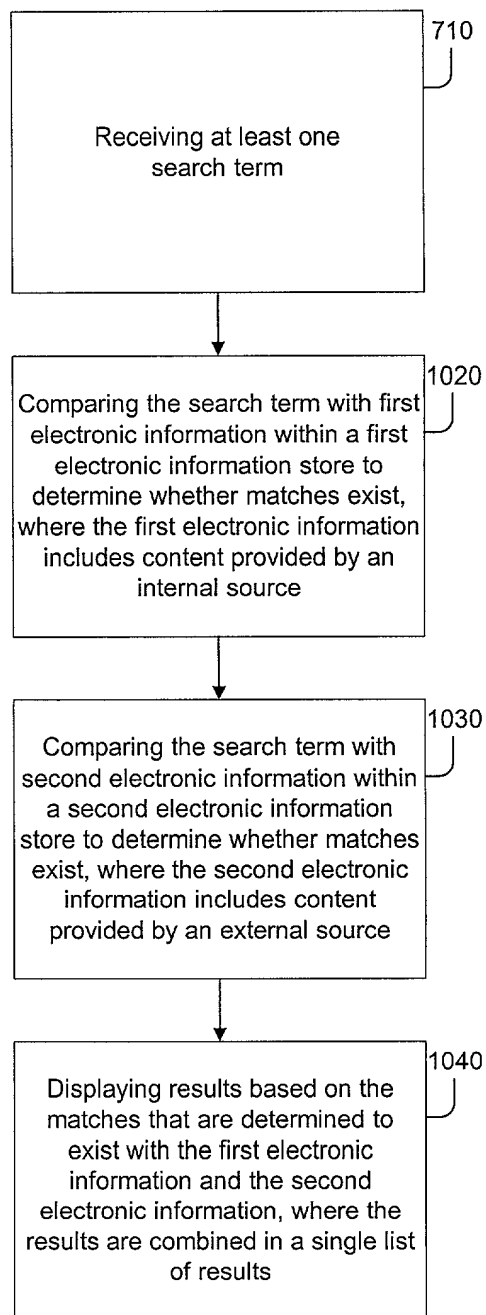 710
Receiving at least one
search term
1020
Comparing the search term with first
electronic information within a first
electronic information store to
determine whether matches exist,
where the first electronic information
includes content provided by an
internal source
1030
Comparing the search term with
second electronic information within
a second electronic information
store to determine whether matches
exist, where the second electronic
information includes content
provided by an external source
1040
Displaying results based on the
matches that are determined to
exist with the first electronic
information and the second
electronic information, where the
results are combined in a single list
of results